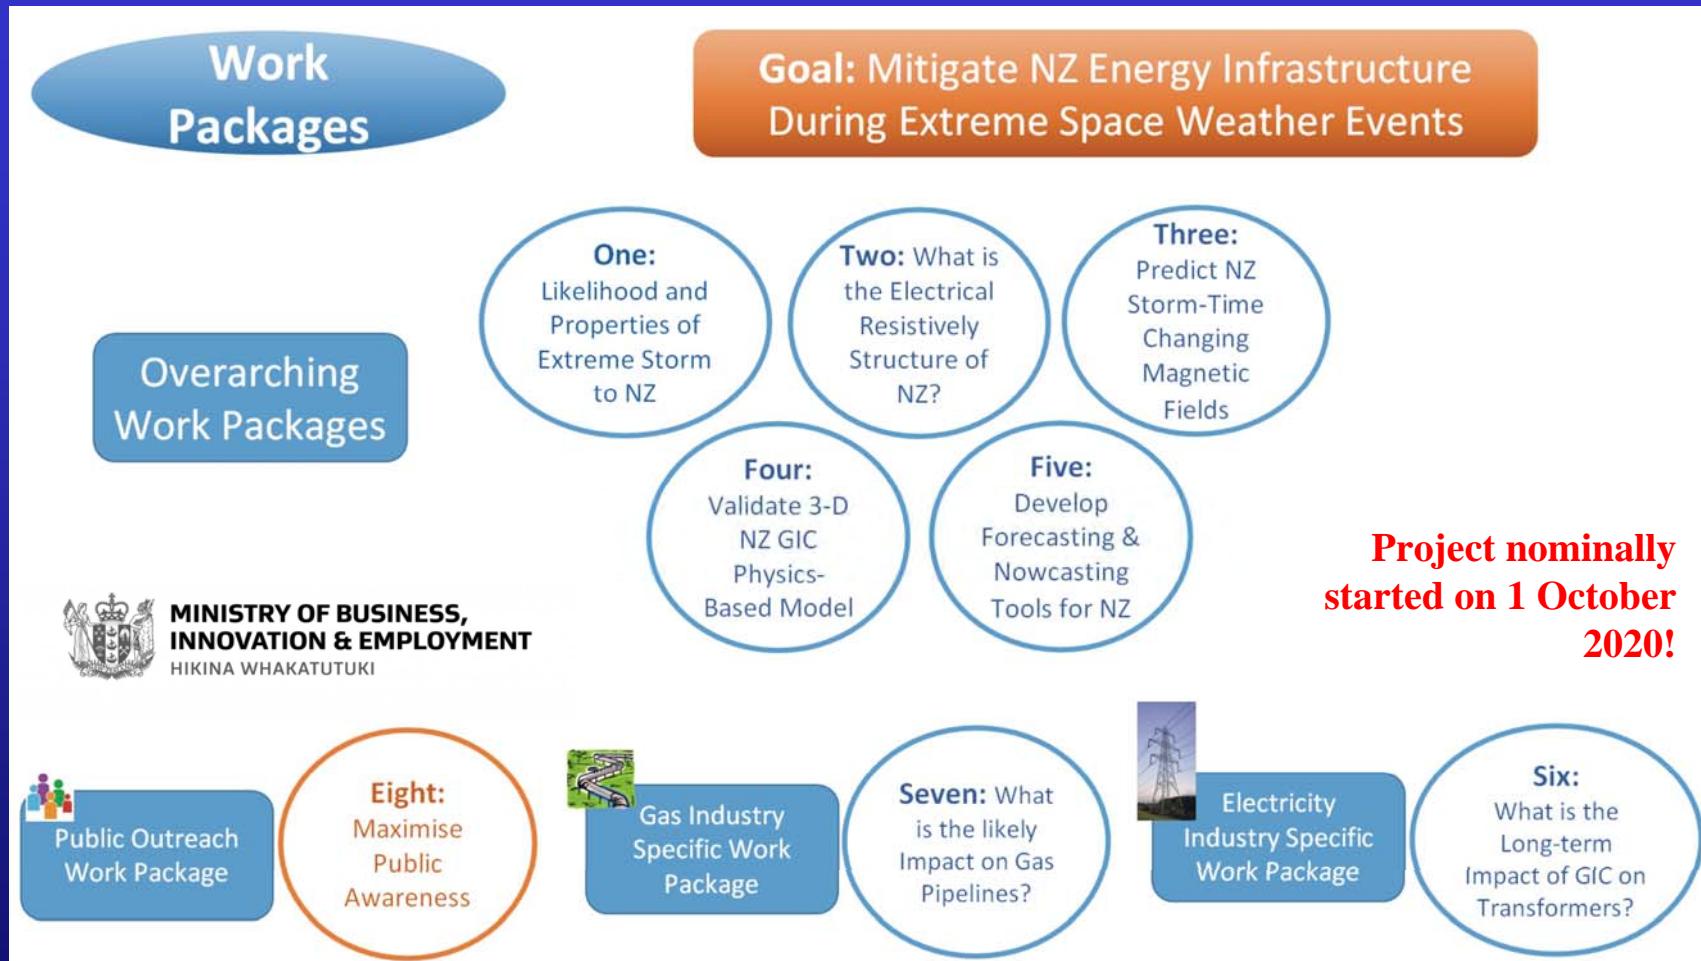 Work
Packages
Goal: Mitigate NZ Energy Infrastructure
During Extreme Space Weather Events
Overarching
Work Packages
One:
Likelihood and
Properties of
Extreme Storm
to NZ
Two: What is
the Electrical
Resistively
Structure of
NZ?
Three:
Predict NZ
Storm-Time
Changing
Magnetic
Fields
Four:
Validate 3-D
NZ GIC
Physics-
Based Model
Five:
Develop
Forecasting &
Nowcasting
Tools for NZ
Project nominally
started on 1 October
2020!
MINISTRY OF BUSINESS,
INNOVATION & EMPLOYMENT
HIKINA WHAKATUTUKI
Public Outreach
Work Package
Eight:
Maximise
Public
Awareness
Gas Industry
Specific Work
Package
Seven: What
is the likely
Impact on Gas
Pipelines?
Electricity
Industry Specific
Work Package
Six:
What is the
Long-term
Impact of GIC on
Transformers?